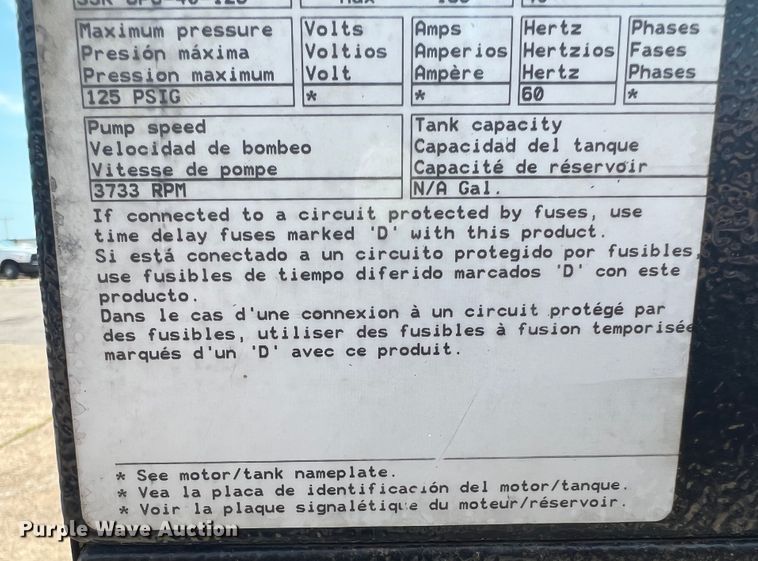 Maximum pressure Volts Amps Hertz Phases
Presión máxima Voltios Amperios Hertzios Fases
Pression maximum Volt Ampère Hertz Phases
125 PSIG * * 60 *
Pump speed Tank capacity
Velocidad de bombeo Capacidad del tanque
Vitesse de pompe Capacité de réservoir
3733 RPM N/A Gal.
If connected to a circuit protected by fuses, use
time delay fuses marked 'D' with this product.
Si está conectado a un circuito protegido por fusibles,
use fusibles de tiempo diferido marcados 'D' con este
producto.
Dans le cas d'une connexion à un circuit protégé par
des fusibles, utiliser des fusibles à fusion temporisée
marqués d'un 'D' avec ce produit.
* See motor/tank nameplate.
* Vea la placa de identificación del motor/tanque.
* Voir la plaque signalétique du moteur/réservoir.
Purple Wave Auction